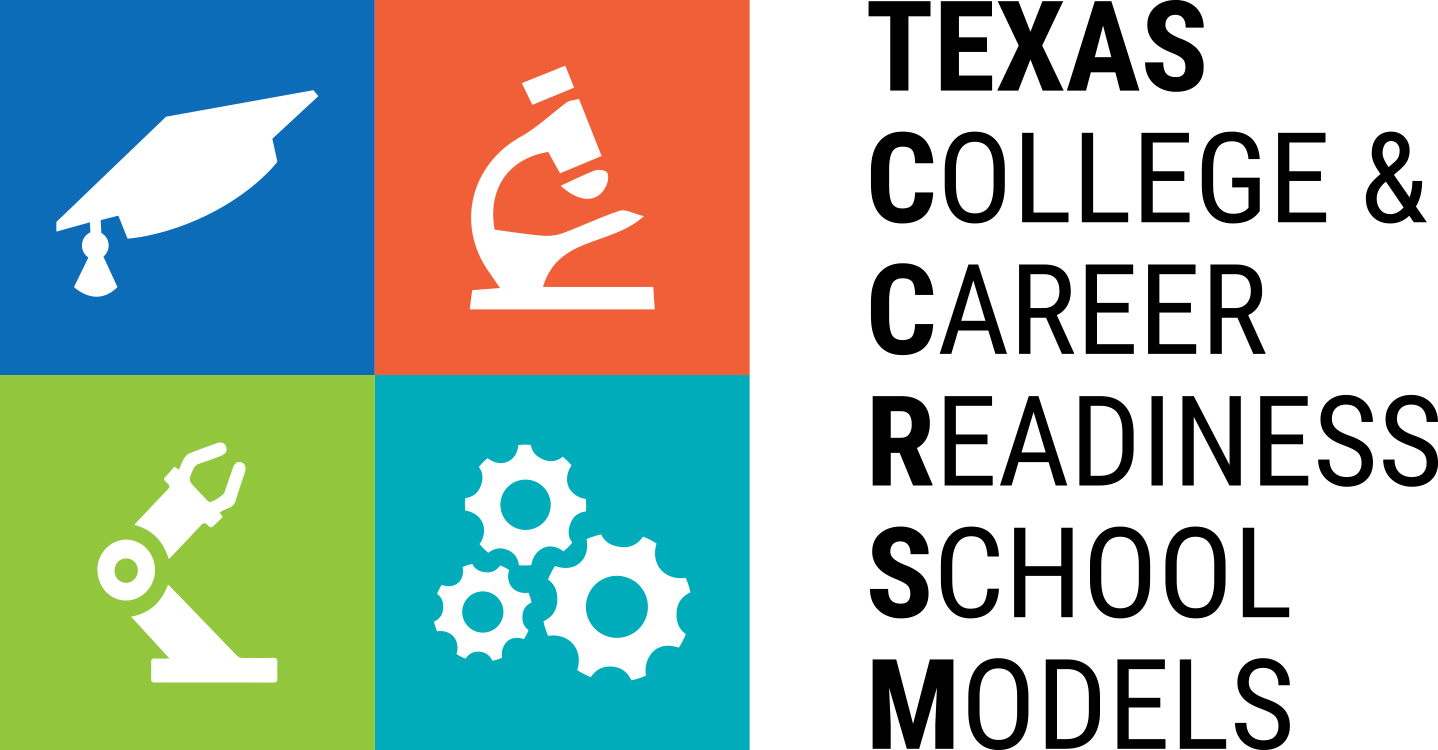 TEXAS
COLLEGE &
CAREER
READINESS
SCHOOL
MODELS